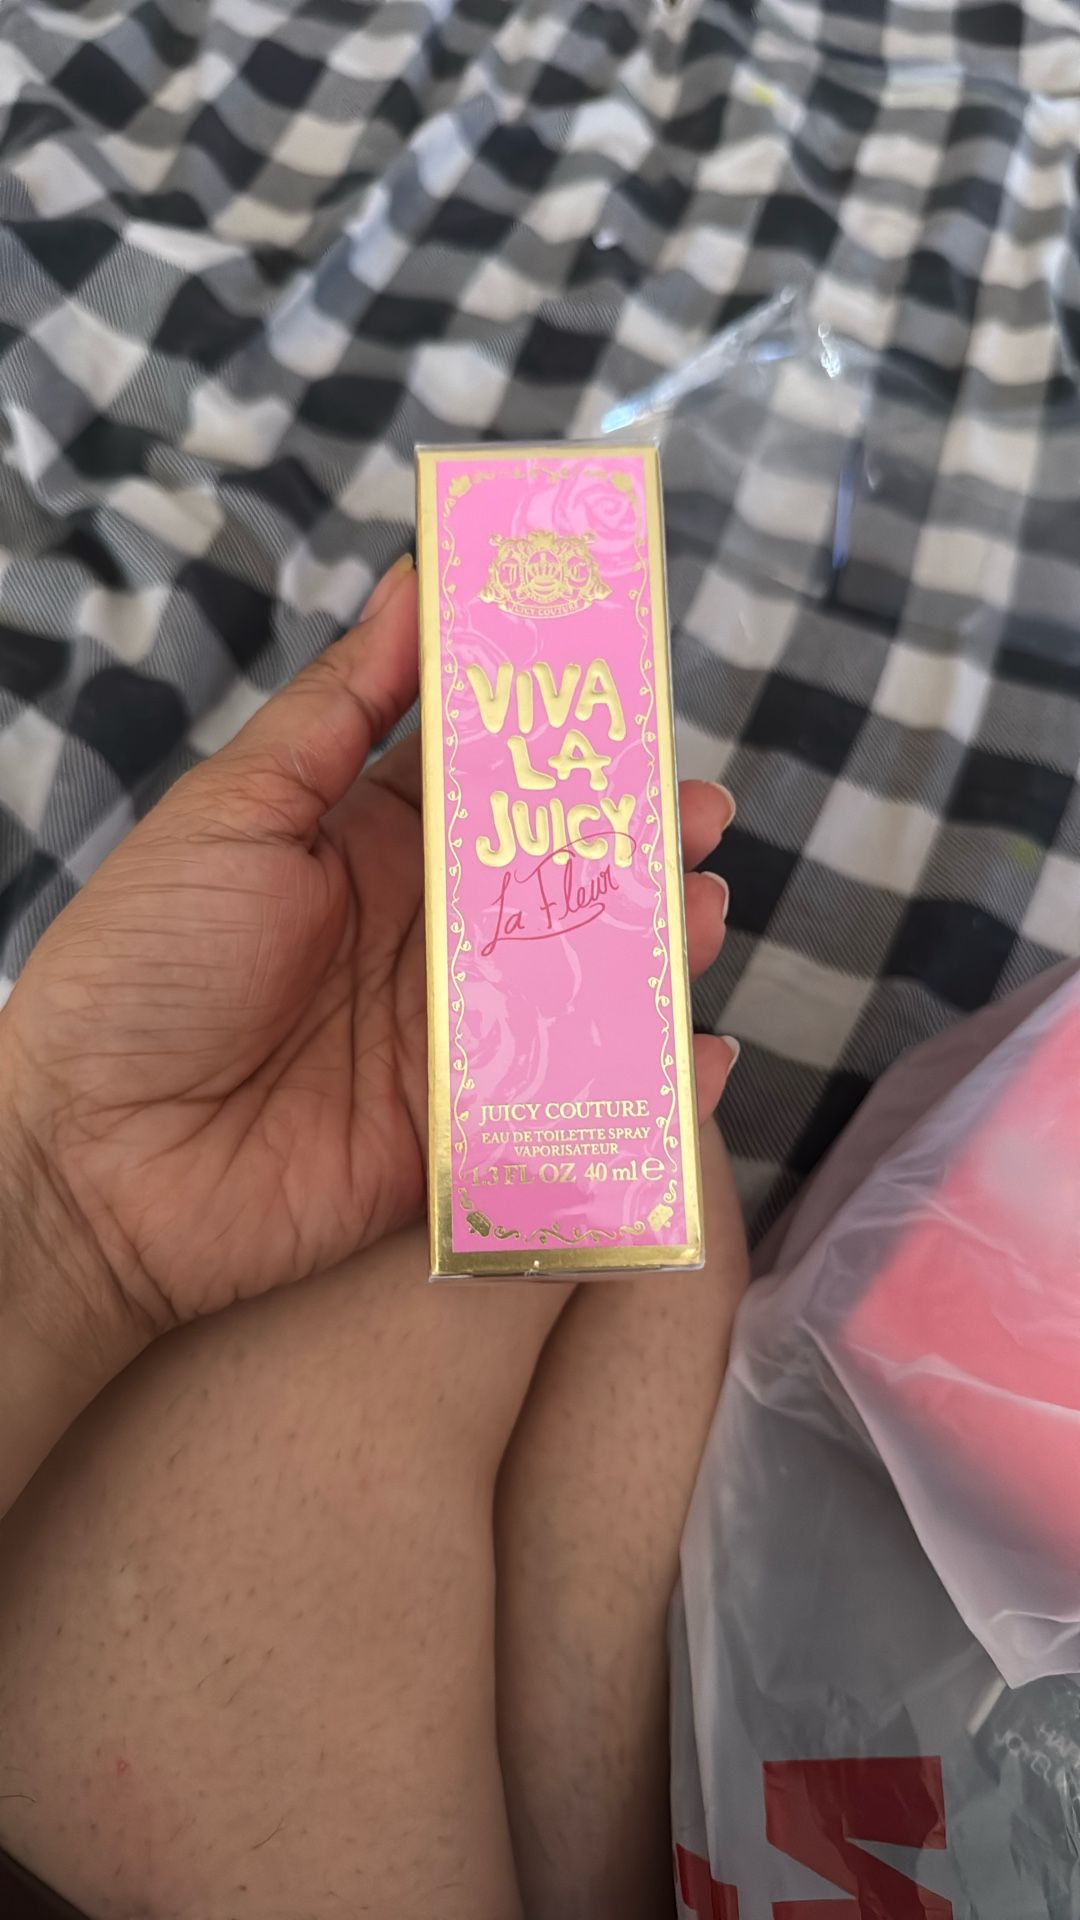 J C
JUICY COUTURE
VIVA
LA
JUICY
La Fleur
JUICY COUTURE
EAU DE TOILETTE SPRAY
VAPORISATEUR
1.3 FL OZ 40 ml e